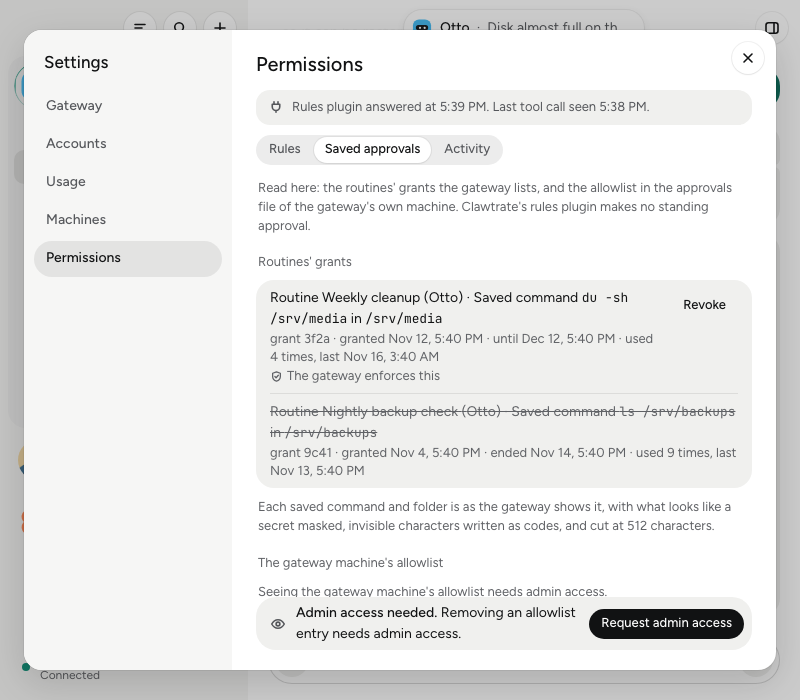 Otto · Disk almost full on th
Settings
Gateway
Accounts
Usage
Machines
Permissions
Permissions
Rules plugin answered at 5:39 PM. Last tool call seen 5:38 PM.
Rules Saved approvals Activity
Read here: the routines' grants the gateway lists, and the allowlist in the approvals
file of the gateway's own machine. Clawtrate's rules plugin makes no standing
approval.
Routines' grants
Routine Weekly cleanup (Otto) · Saved command du -sh
/srv/media in /srv/media
Revoke
grant 3f2a · granted Nov 12, 5:40 PM · until Dec 12, 5:40 PM · used
4 times, last Nov 16, 3:40 AM
The gateway enforces this
Routine Nightly backup check (Otto) · Saved command ls /srv/backups
in /srv/backups
grant 9c41 · granted Nov 4, 5:40 PM · ended Nov 14, 5:40 PM · used 9 times, last
Nov 13, 5:40 PM
Each saved command and folder is as the gateway shows it, with what looks like a
secret masked, invisible characters written as codes, and cut at 512 characters.
The gateway machine's allowlist
Seeing the gateway machine's allowlist needs admin access.
Admin access needed. Removing an allowlist
entry needs admin access.
Request admin access
Connected